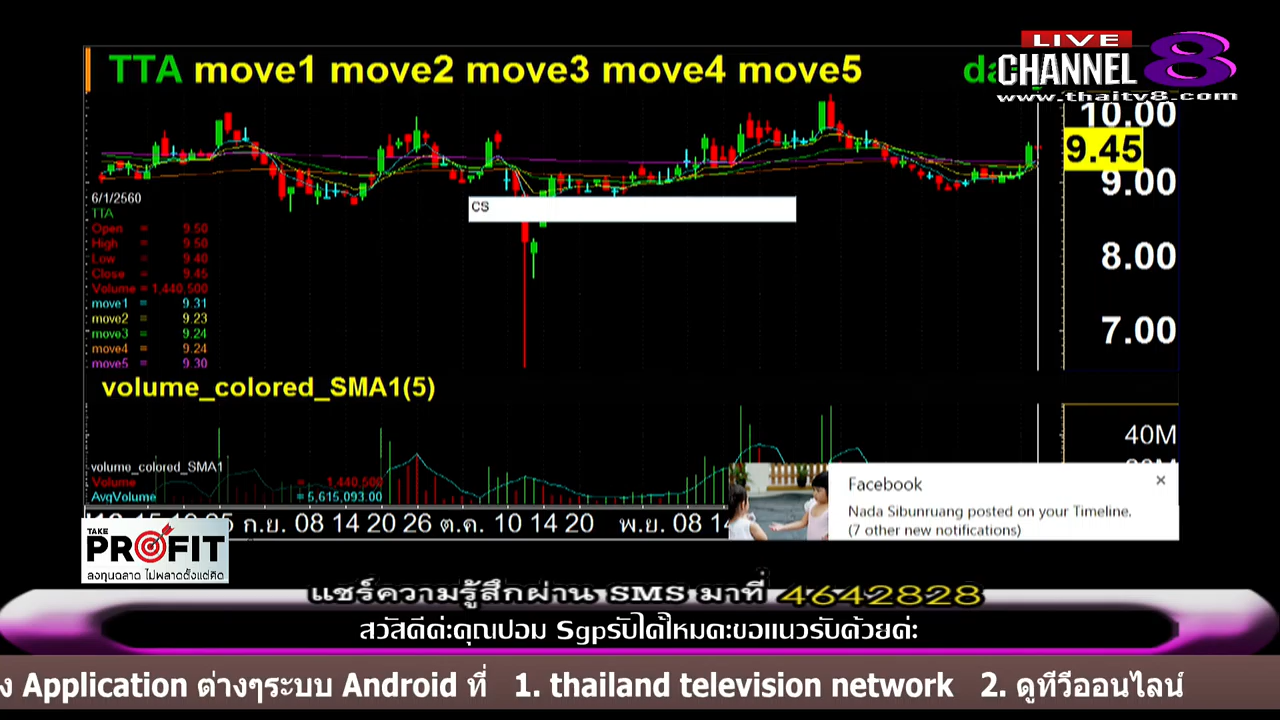 LIVE
CHANNEL 8
www.thaitv8.com
TTA move1 move2 move3 move4 move5
10.00
9.45
9.00
8.00
7.00
CS
6/1/2560
TTA
Open = 9.50
High = 9.50
Low = 9.40
Close = 9.45
Volume = 1,440,500
move1 = 9.31
move2 = 9.23
move3 = 9.24
move4 = 9.24
move5 = 9.30
volume_colored_SMA1(5)
40M
volume_colored_SMA1
Volume = 1,440,500
AvgVolume = 5,615,093.00
ก.ย. 08 14 20 26 ต.ค. 10 14 20 พ.ย. 08
Facebook ×
Nada Sibunruang posted on your Timeline.
(7 other new notifications)
TAKE
PROFIT
ลงทุนฉลาด ไม่พลาดตั้งแต่คิด
แชร์ความรู้สึกผ่าน SMS มาที่ 4642828
สวัสดีค่ะคุณปอม Sgpรับได้ไหมคะขอแนวรับด้วยค่ะ
ง Application ต่างๆระบบ Android ที่ 1. thailand television network 2. ดูทีวีออนไลน์